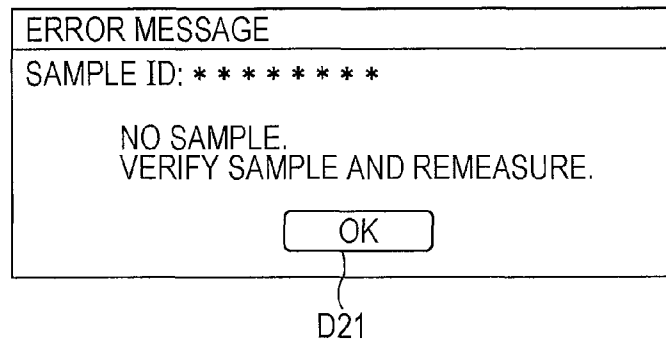 ERROR MESSAGE
SAMPLE ID: * * * * * * * *
NO SAMPLE.
VERIFY SAMPLE AND REMEASURE.
OK
D21